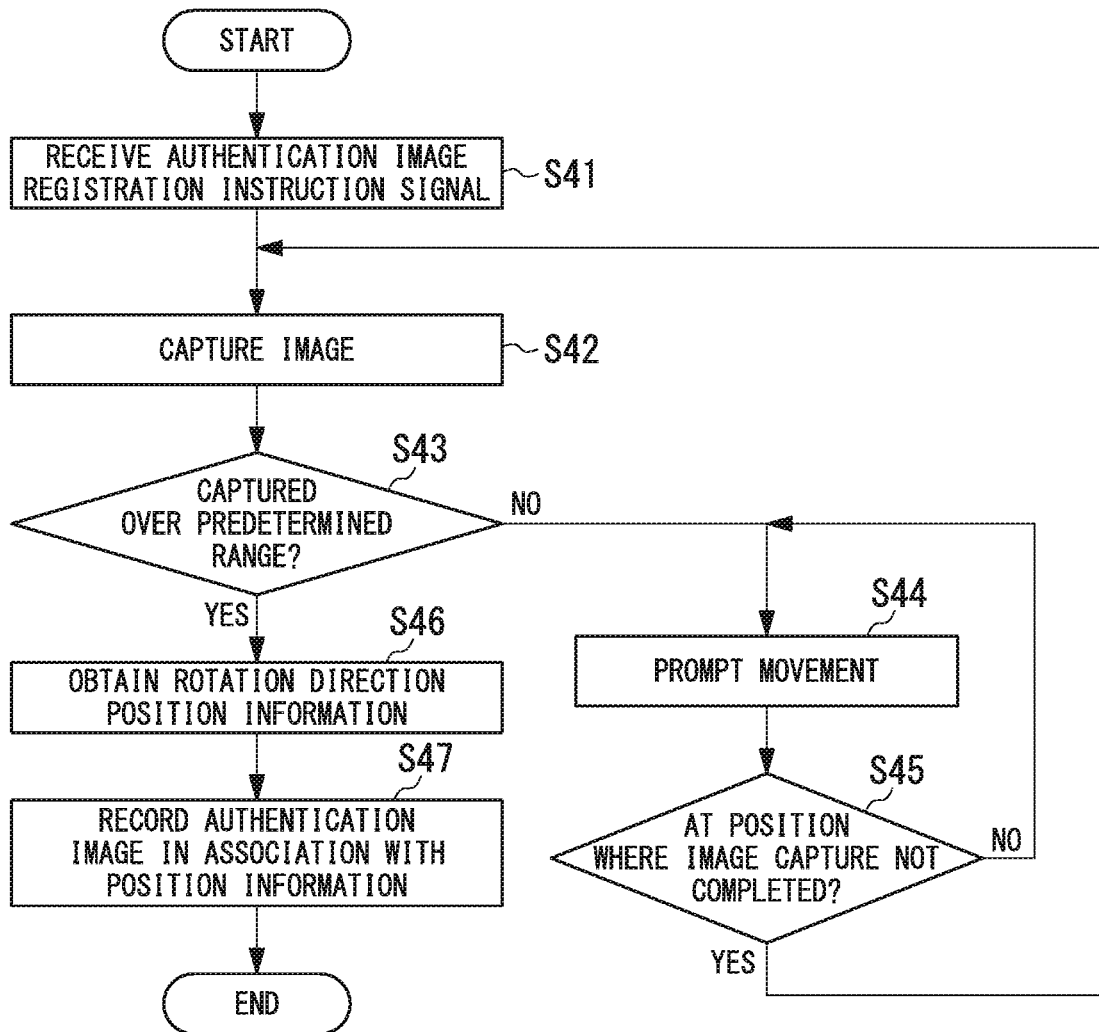 START
RECEIVE AUTHENTICATION IMAGE
REGISTRATION INSTRUCTION SIGNAL
S41
CAPTURE IMAGE
S42
S43
CAPTURED
OVER PREDETERMINED
RANGE?
NO
YES
S44
PROMPT MOVEMENT
S45
AT POSITION
WHERE IMAGE CAPTURE NOT
COMPLETED?
NO
YES
S46
OBTAIN ROTATION DIRECTION
POSITION INFORMATION
S47
RECORD AUTHENTICATION
IMAGE IN ASSOCIATION WITH
POSITION INFORMATION
END